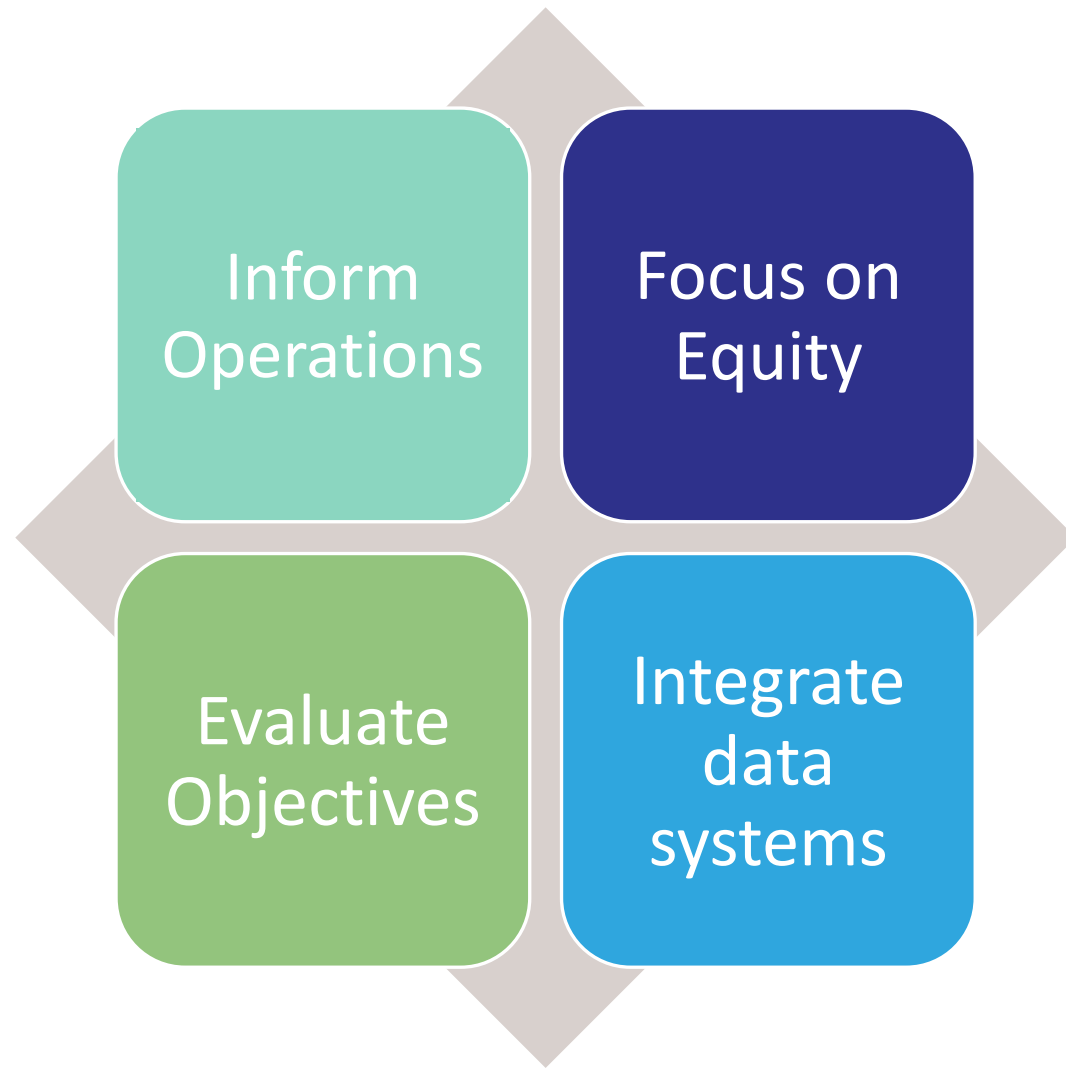 Inform
Operations
Focus on
Equity
Evaluate
Objectives
Integrate
data
systems